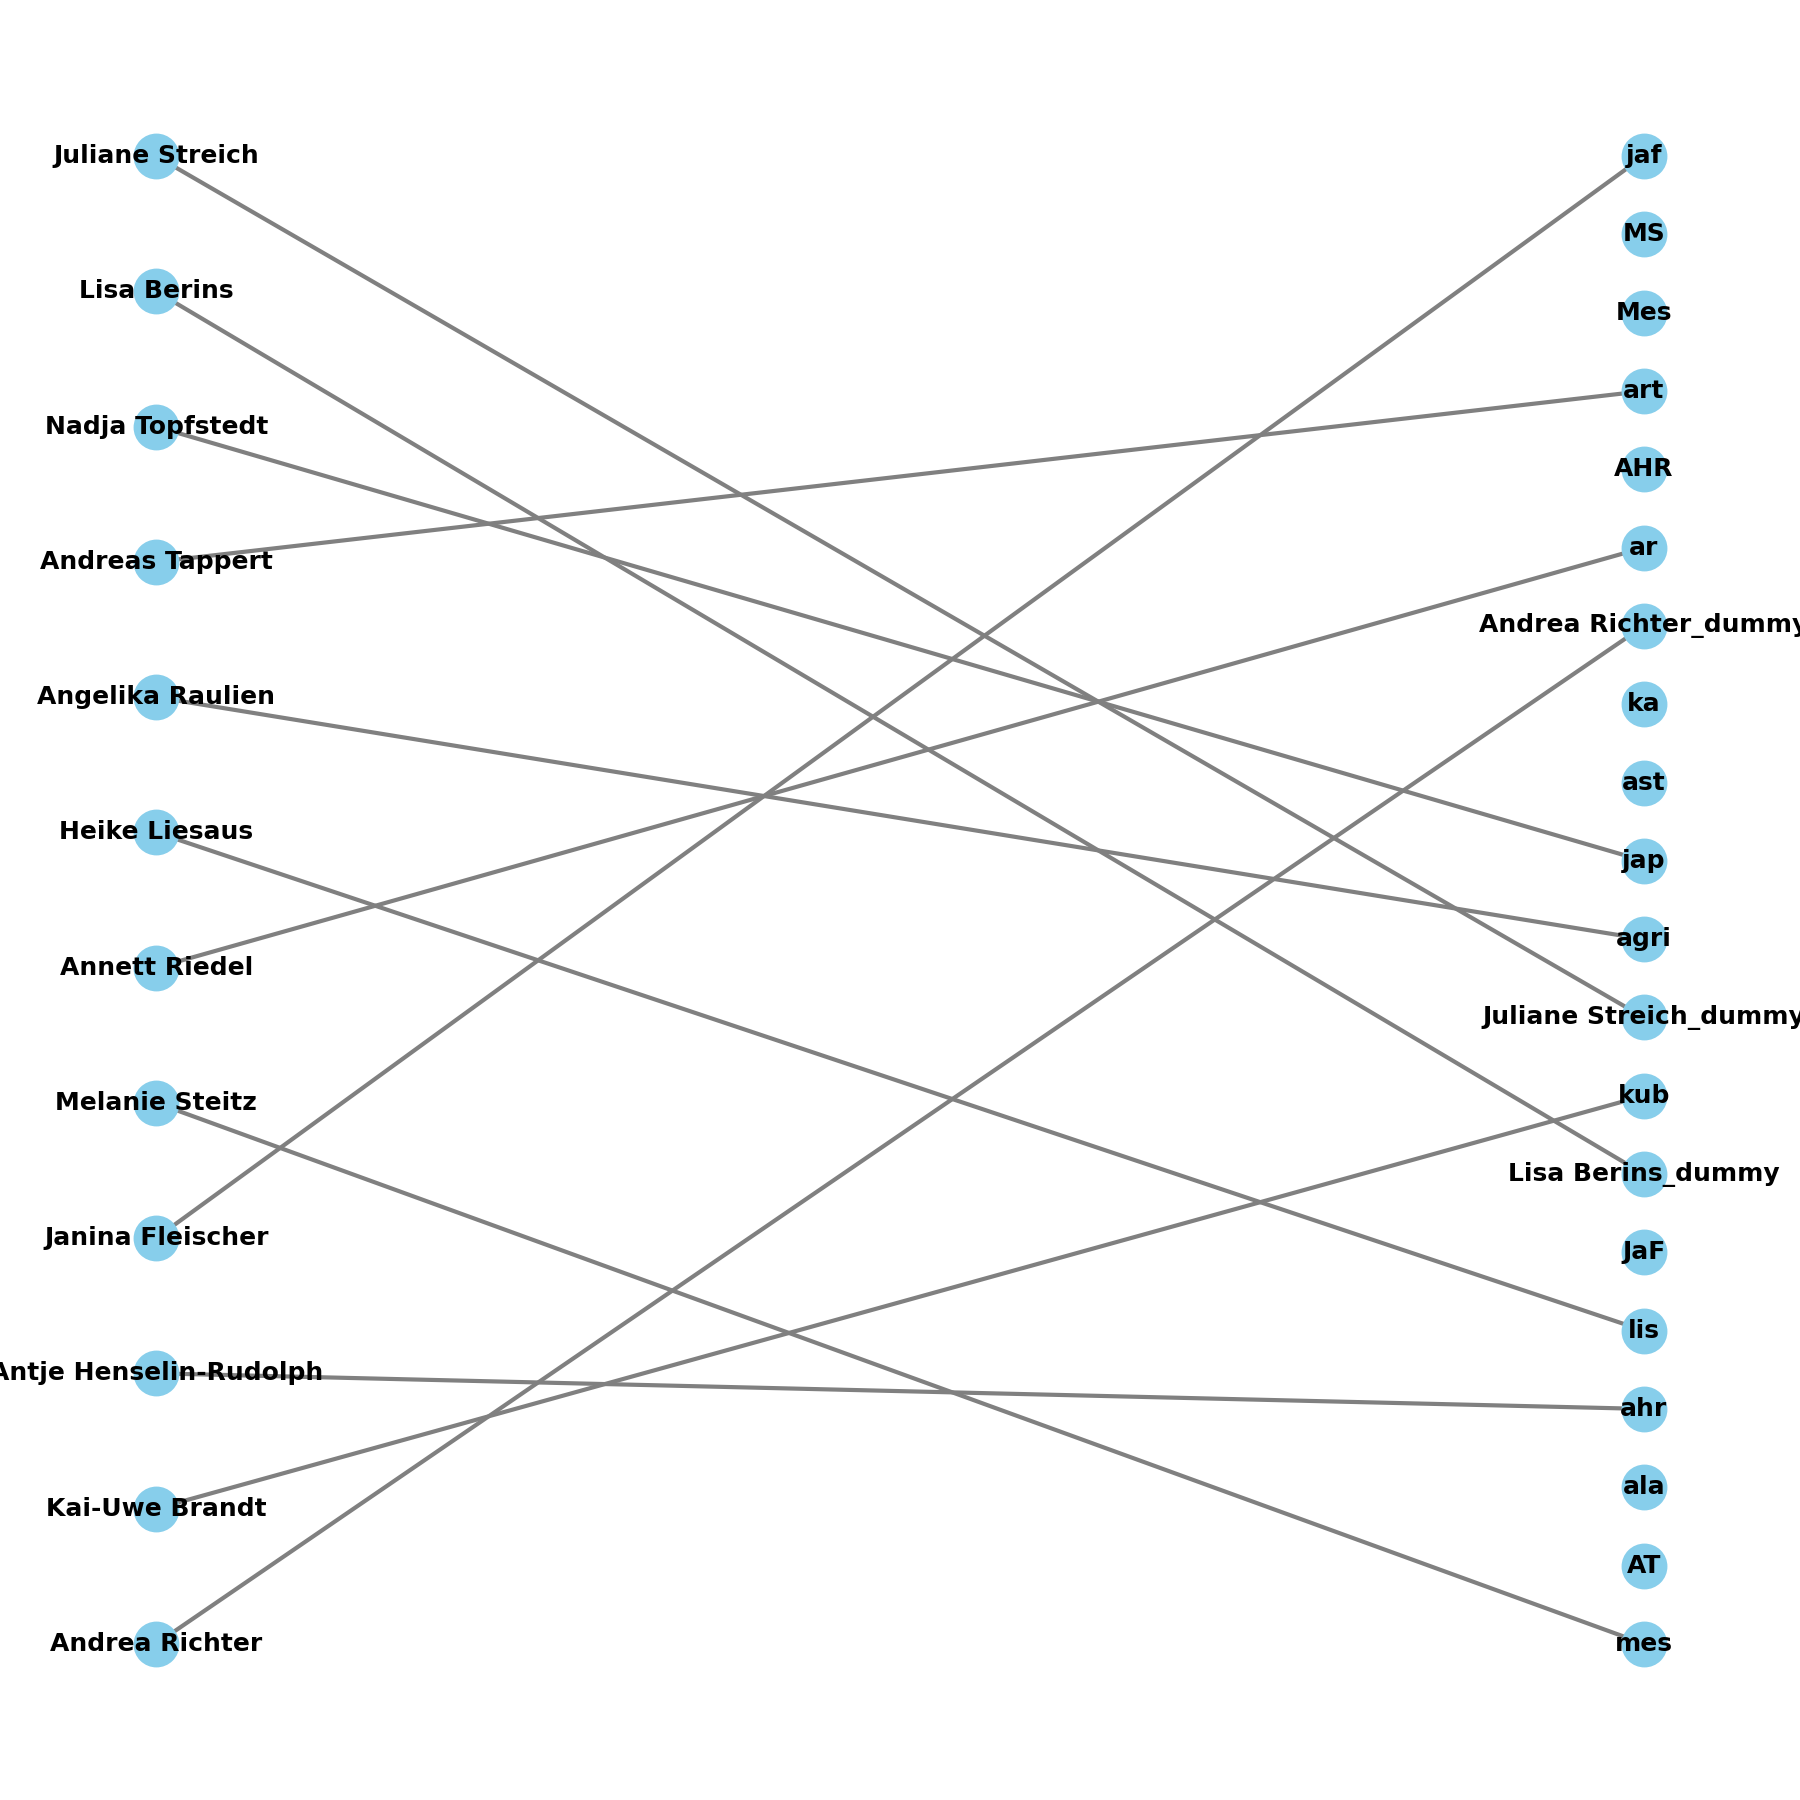 Juliane Streich
Lisa Berins
Nadja Topfstedt
Andreas Tappert
Angelika Raulien
Heike Liesaus
Annett Riedel
Melanie Steitz
Janina Fleischer
Antje Henselin-Rudolph
Kai-Uwe Brandt
Andrea Richter
jaf
MS
Mes
art
AHR
ar
Andrea Richter_dummy
ka
ast
jap
agri
Juliane Streich_dummy
kub
Lisa Berins_dummy
JaF
lis
ahr
ala
AT
mes